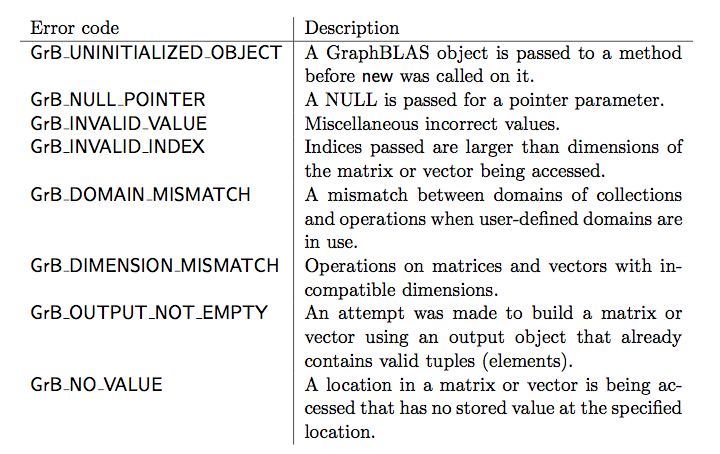 Error code Description
GrB_UNINITIALIZED_OBJECT A GraphBLAS object is passed to a method
before new was called on it.
GrB_NULL_POINTER A NULL is passed for a pointer parameter.
GrB_INVALID_VALUE Miscellaneous incorrect values.
GrB_INVALID_INDEX Indices passed are larger than dimensions of
the matrix or vector being accessed.
GrB_DOMAIN_MISMATCH A mismatch between domains of collections
and operations when user-defined domains are
in use.
GrB_DIMENSION_MISMATCH Operations on matrices and vectors with in-
compatible dimensions.
GrB_OUTPUT_NOT_EMPTY An attempt was made to build a matrix or
vector using an output object that already
contains valid tuples (elements).
GrB_NO_VALUE A location in a matrix or vector is being ac-
cessed that has no stored value at the specified
location.